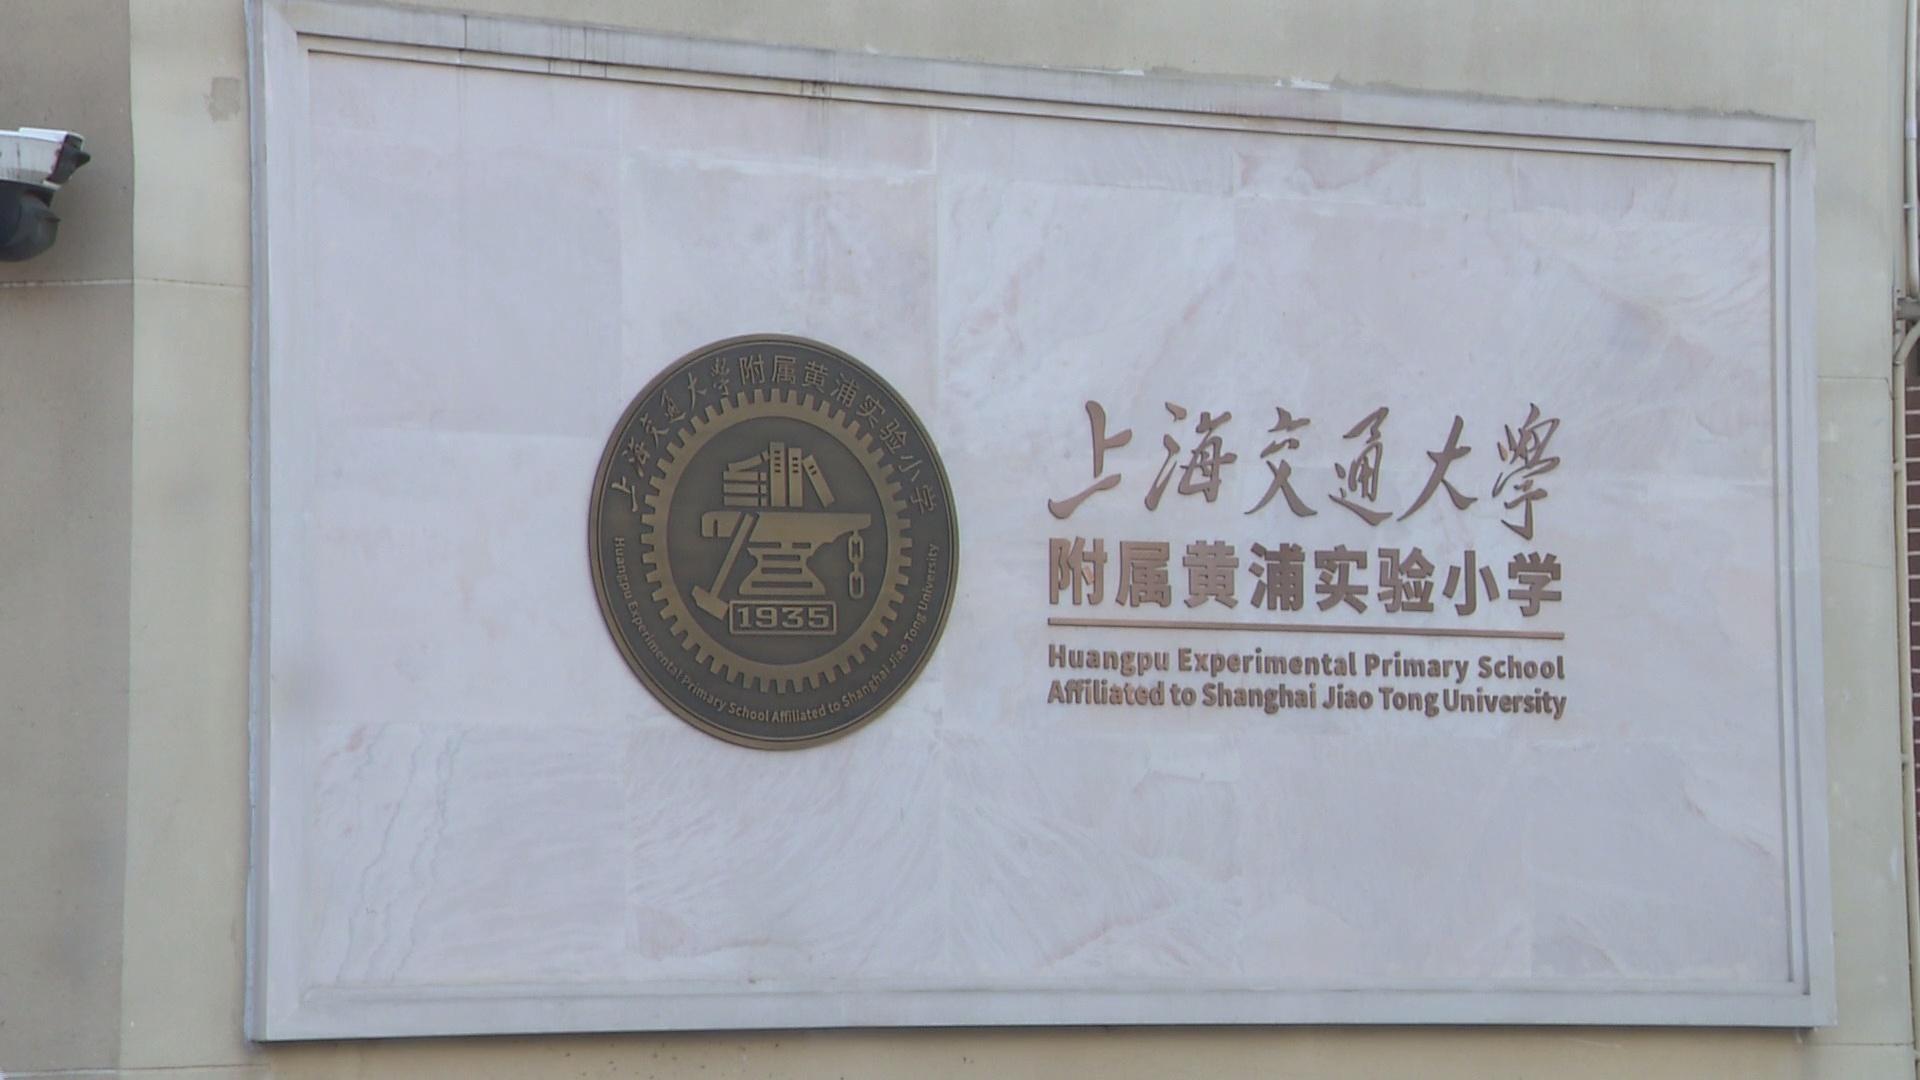 上海交通大學附属黄浦实验小学
1935
Huangpu Experimental Primary School Affiliated to Shanghai Jiao Tong University
上海交通大學
附属黄浦实验小学
Huangpu Experimental Primary School
Affiliated to Shanghai Jiao Tong University